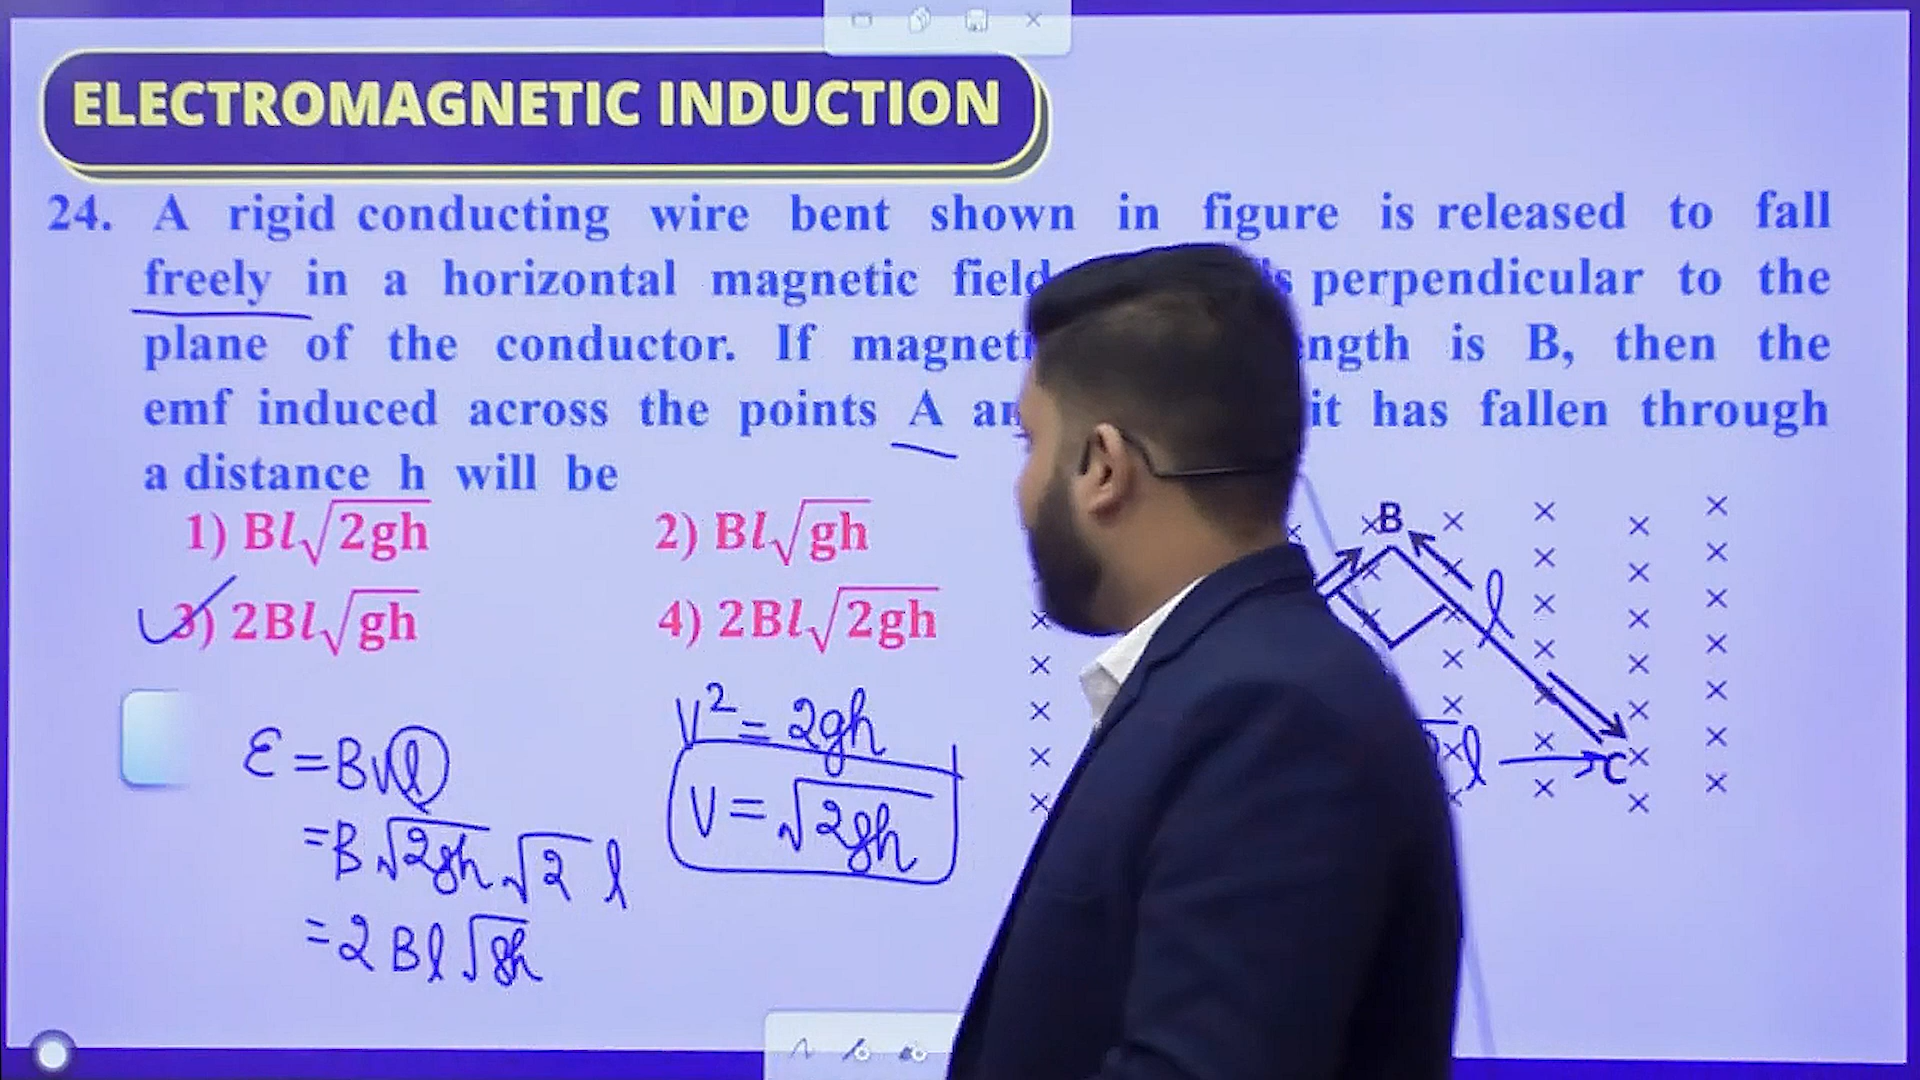 ELECTROMAGNETIC INDUCTION
24. A rigid conducting wire bent shown in figure is released to fall
freely in a horizontal magnetic field perpendicular to the
plane of the conductor. If is B, then the
emf induced across the points A it has fallen through
a distance h will be
1) Bl√2gh 2) Bl√gh
3) 2Bl√gh 4) 2Bl√2gh
B
l
l
C
V² = 2gh
V = √2gh
ε = Bvl
= B √2gh √2 l
= 2 Bl √gh